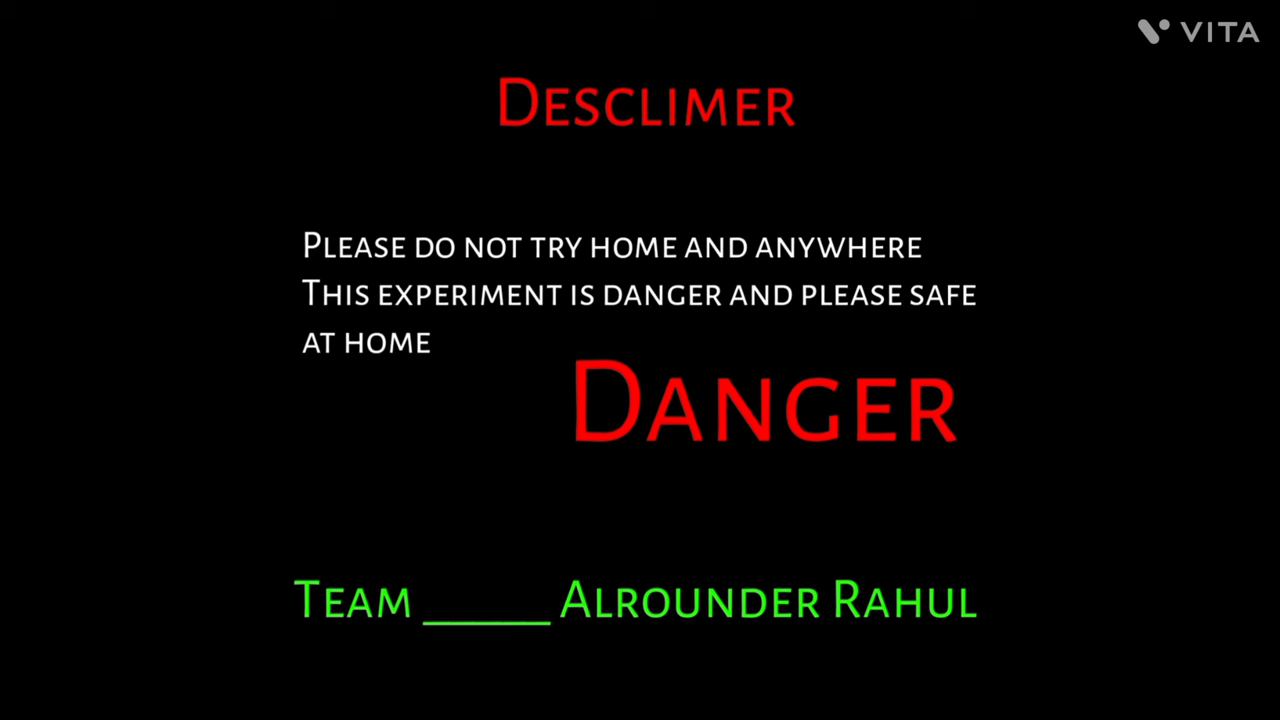 VITA
Desclimer
Please do not try home and anywhere
This experiment is danger and please safe
at home
Danger
Team _____ Alrounder Rahul